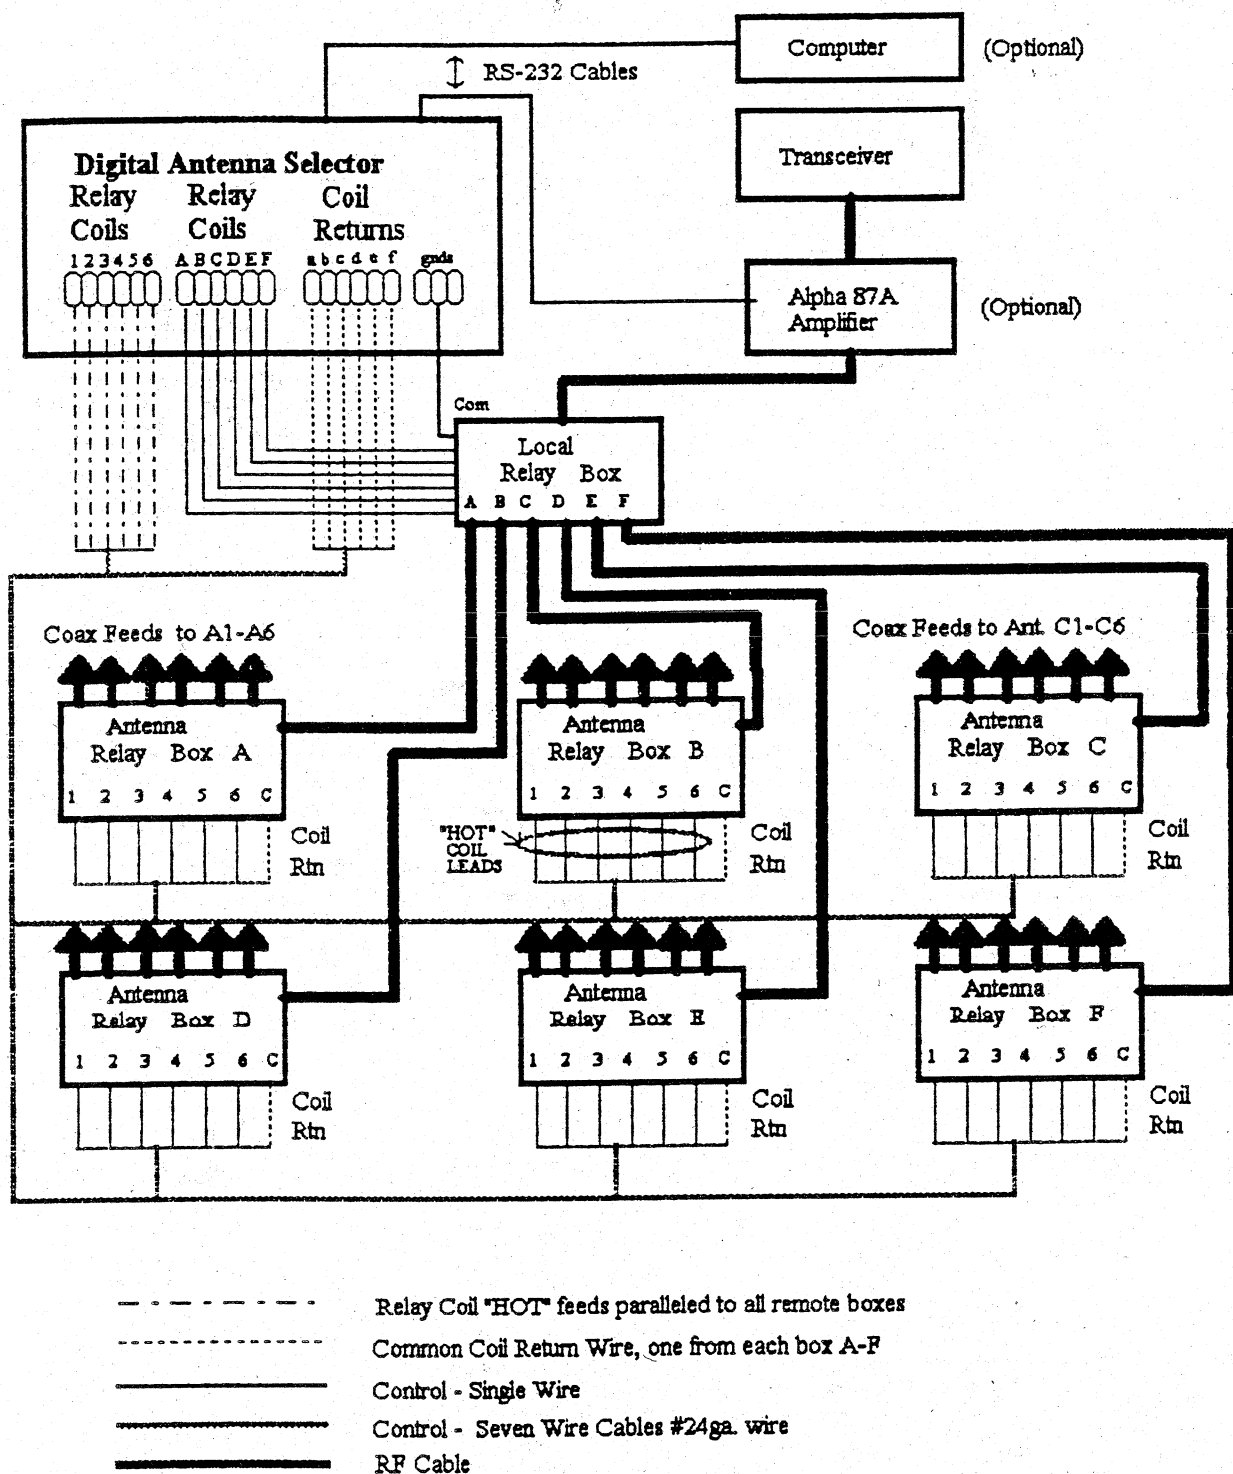 Computer
(Optional)
RS-232 Cables
Transceiver
Digital Antenna Selector
Relay Coils
Relay Coils
Coil Returns
1 2 3 4 5 6
A B C D E F
a b c d e f
gnds
Alpha 87A
Amplifier
(Optional)
Com
Local
Relay Box
A B C D E F
Coax Feeds to A1-A6
Coax Feeds to Ant. C1-C6
Antenna
Relay Box A
1 2 3 4 5 6 C
Coil
Rtn
Antenna
Relay Box B
1 2 3 4 5 6 C
"HOT"
COIL
LEADS
Coil
Rtn
Antenna
Relay Box C
1 2 3 4 5 6 C
Coil
Rtn
Antenna
Relay Box D
1 2 3 4 5 6 C
Coil
Rtn
Antenna
Relay Box E
1 2 3 4 5 6 C
Coil
Rtn
Antenna
Relay Box F
1 2 3 4 5 6 C
Coil
Rtn
Relay Coil "HOT" feeds paralleled to all remote boxes
Common Coil Return Wire, one from each box A-F
Control - Single Wire
Control - Seven Wire Cables #24ga. wire
RF Cable